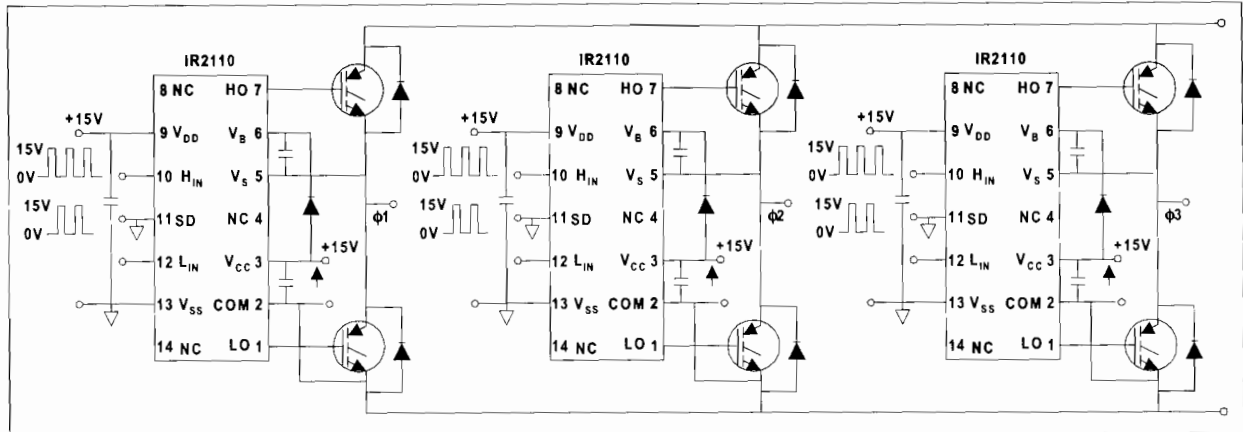 IR2110
8 NC HO 7
+15V
9 VDD VB 6
15V
0V
10 HIN VS 5
15V
0V
11 SD NC 4
ϕ1
+15V
12 LIN VCC 3
13 VSS COM 2
14 NC LO 1
IR2110
8 NC HO 7
+15V
9 VDD VB 6
15V
0V
10 HIN VS 5
15V
0V
11 SD NC 4
ϕ2
+15V
12 LIN VCC 3
13 VSS COM 2
14 NC LO 1
IR2110
8 NC HO 7
+15V
9 VDD VB 6
15V
0V
10 HIN VS 5
15V
0V
11 SD NC 4
ϕ3
+15V
12 LIN VCC 3
13 VSS COM 2
14 NC LO 1